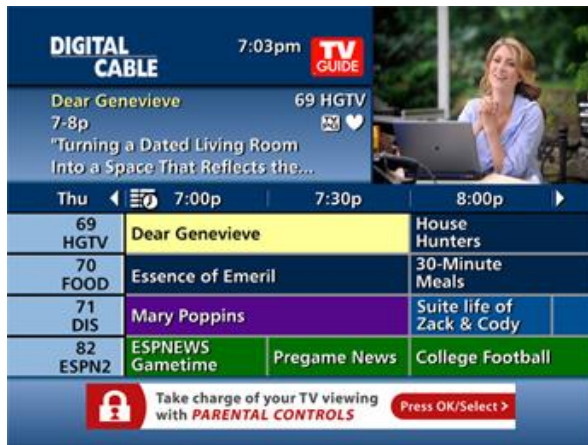 DIGITAL
CABLE
7:03pm
TV
GUIDE
Dear Genevieve
69 HGTV
7-8p
"Turning a Dated Living Room
Into a Space That Reflects the...
Thu
7:00p
7:30p
8:00p
69
HGTV
Dear Genevieve
House
Hunters
70
FOOD
Essence of Emeril
30-Minute
Meals
71
DIS
Mary Poppins
Suite life of
Zack & Cody
82
ESPN2
ESPNEWS
Gametime
Pregame News
College Football
Take charge of your TV viewing
with PARENTAL CONTROLS
Press OK/Select >